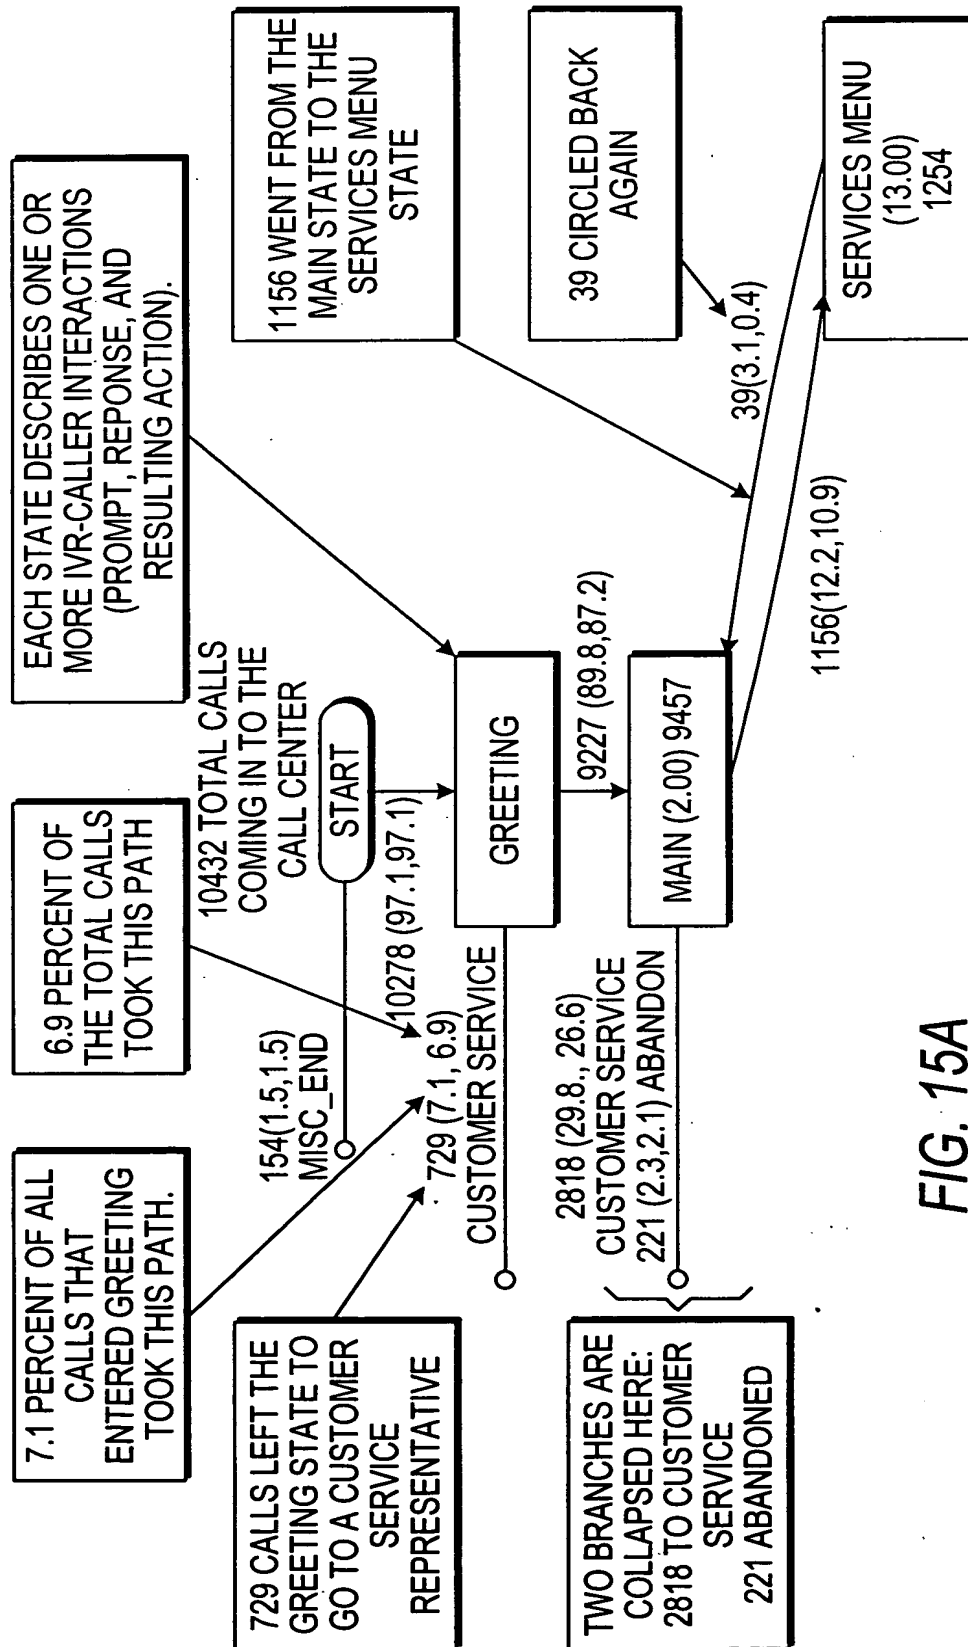 7.1 PERCENT OF ALL
CALLS THAT
ENTERED GREETING
TOOK THIS PATH.
6.9 PERCENT OF
THE TOTAL CALLS
TOOK THIS PATH
EACH STATE DESCRIBES ONE OR
MORE IVR-CALLER INTERACTIONS
(PROMPT, REPONSE, AND
RESULTING ACTION).
10432 TOTAL CALLS
COMING IN TO THE
CALL CENTER
START
154(1.5,1.5)
MISC_END
10278 (97.1,97.1)
729 CALLS LEFT THE
GREETING STATE TO
GO TO A CUSTOMER
SERVICE
REPRESENTATIVE
729 (7.1, 6.9)
CUSTOMER SERVICE
GREETING
1156 WENT FROM THE
MAIN STATE TO THE
SERVICES MENU
STATE
9227 (89.8,87.2)
39 CIRCLED BACK
AGAIN
TWO BRANCHES ARE
COLLAPSED HERE:
2818 TO CUSTOMER
SERVICE
221 ABANDONED
2818 (29.8., 26.6)
CUSTOMER SERVICE
221 (2.3,2.1) ABANDON
MAIN (2.00) 9457
39(3.1,0.4)
1156(12.2,10.9)
SERVICES MENU
(13.00)
1254
FIG. 15A